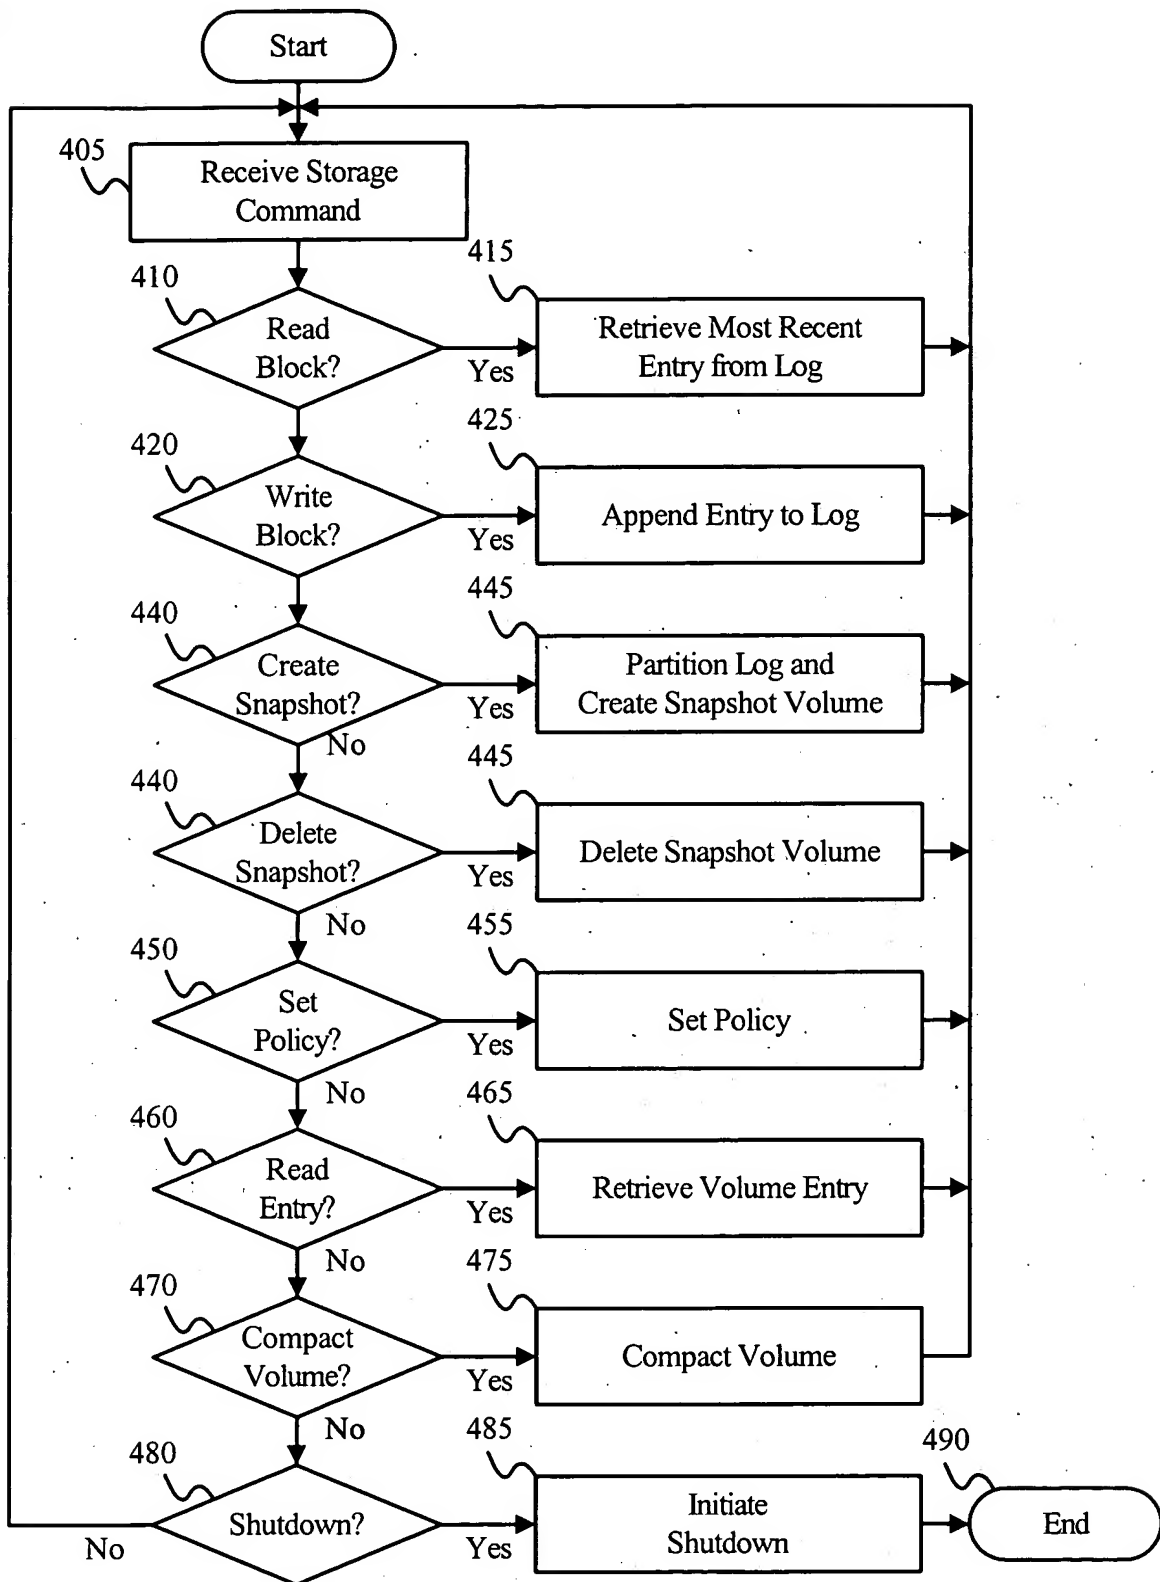 Start
405
Receive Storage
Command
410
Read
Block?
Yes
415
Retrieve Most Recent
Entry from Log
420
Write
Block?
Yes
425
Append Entry to Log
440
Create
Snapshot?
Yes
No
445
Partition Log and
Create Snapshot Volume
440
Delete
Snapshot?
Yes
No
445
Delete Snapshot Volume
450
Set
Policy?
Yes
No
455
Set Policy
460
Read
Entry?
Yes
No
465
Retrieve Volume Entry
470
Compact
Volume?
Yes
No
475
Compact Volume
480
Shutdown?
No
Yes
485
Initiate
Shutdown
490
End